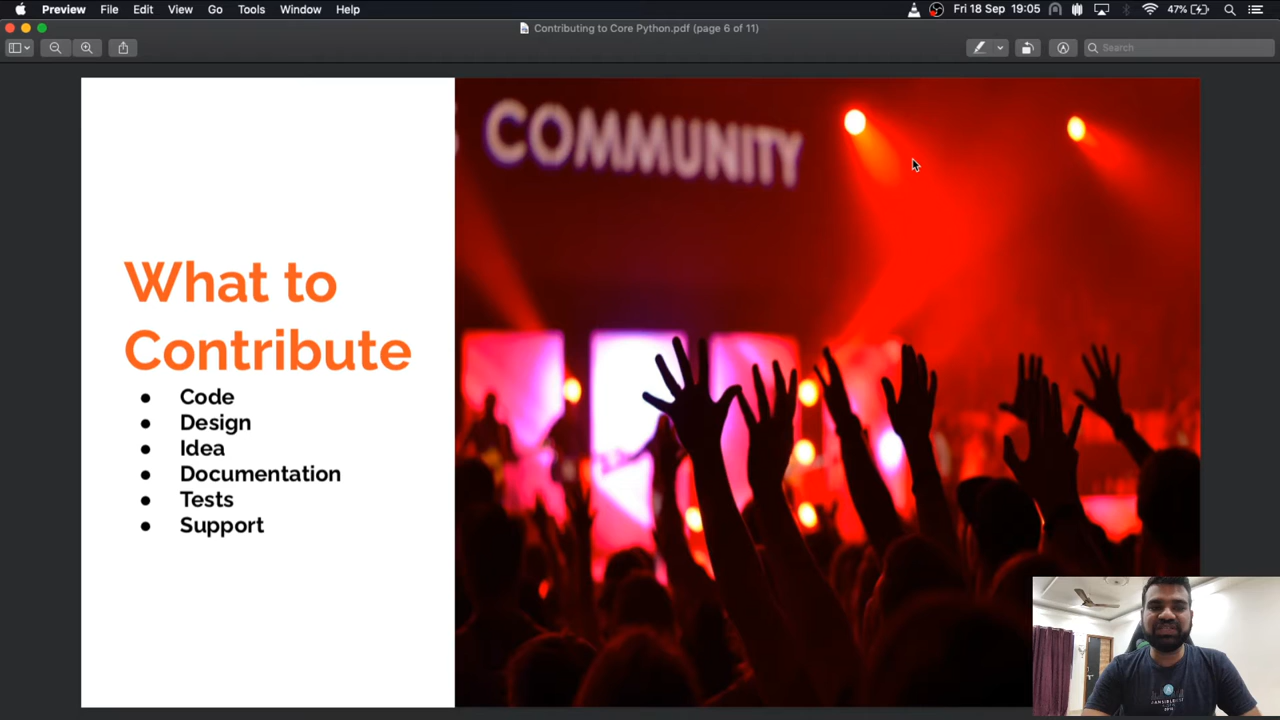 Preview File Edit View Go Tools Window Help
Fri 18 Sep 19:05
47%
Contributing to Core Python.pdf (page 6 of 11)
Search
COMMUNITY
What to
Contribute
● Code
● Design
● Idea
● Documentation
● Tests
● Support